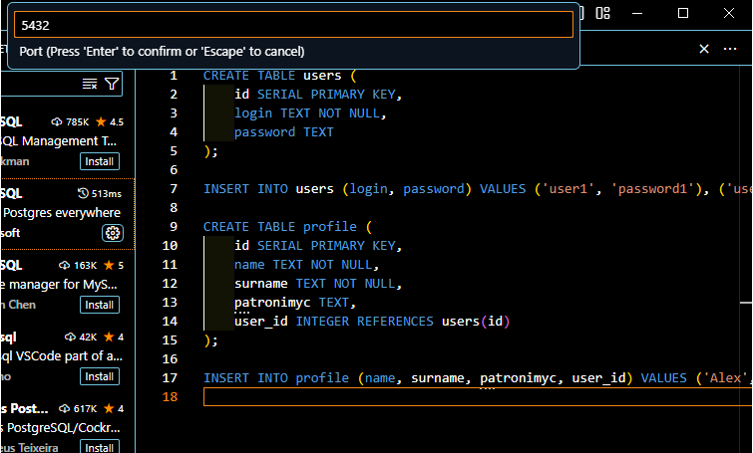 5432
Port (Press 'Enter' to confirm or 'Escape' to cancel)
SQL 785K 4.5
SQL Management T...
kman Install
SQL 513ms
Postgres everywhere
soft
SQL 163K 5
e manager for MyS...
n Chen Install
sql 42K 4
sql VSCode part of a...
no Install
s Post... 617K 4
s PostgreSQL/Cockr...
eus Teixeira Install
1 CREATE TABLE users (
2 id SERIAL PRIMARY KEY,
3 login TEXT NOT NULL,
4 password TEXT
5 );
6
7 INSERT INTO users (login, password) VALUES ('user1', 'password1'), ('use
8
9 CREATE TABLE profile (
10 id SERIAL PRIMARY KEY,
11 name TEXT NOT NULL,
12 surname TEXT NOT NULL,
13 patronimyc TEXT,
14 user_id INTEGER REFERENCES users(id)
15 );
16
17 INSERT INTO profile (name, surname, patronimyc, user_id) VALUES ('Alex',
18